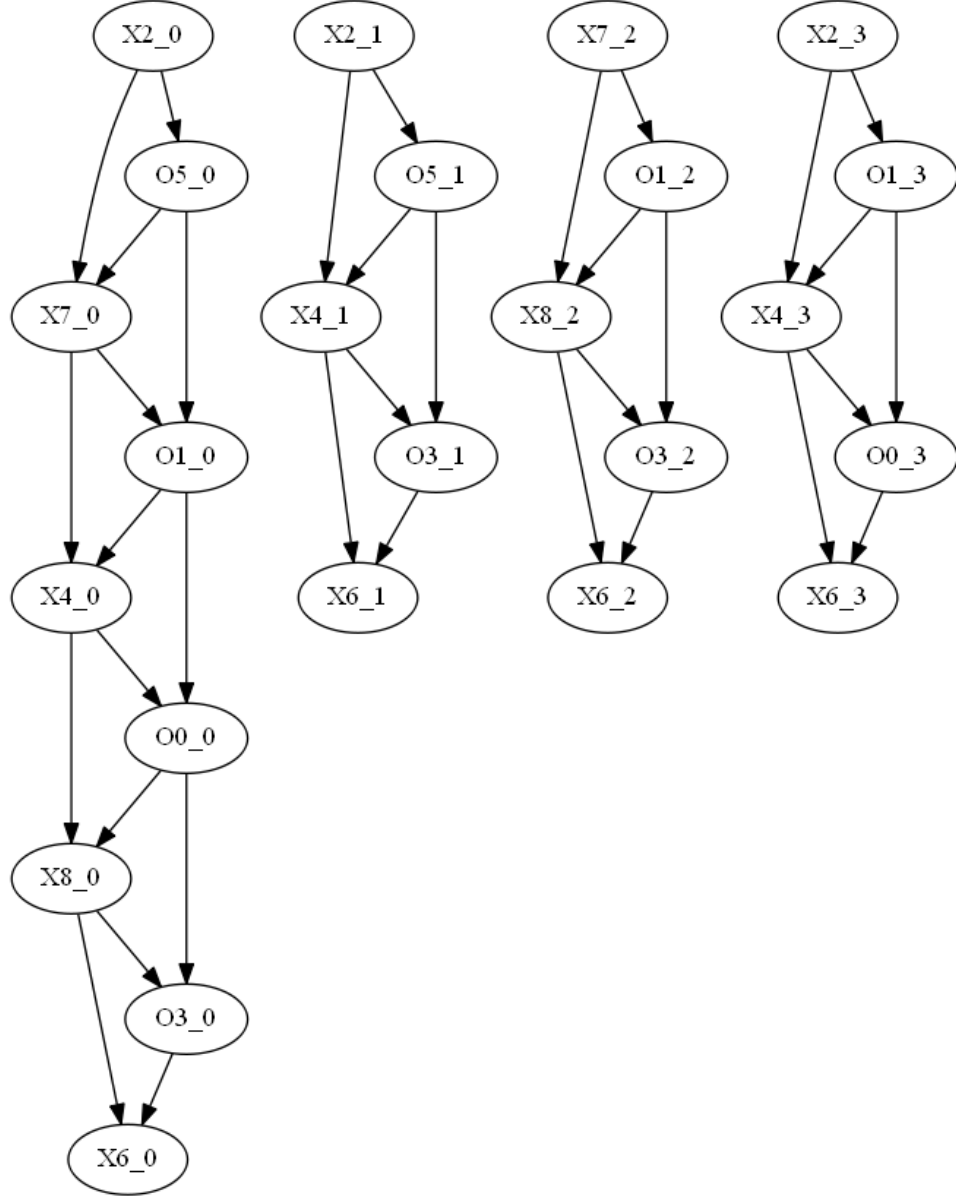 X2_0 X2_1 X7_2 X2_3
O5_0 O5_1 O1_2 O1_3
X7_0 X4_1 X8_2 X4_3
O1_0 O3_1 O3_2 O0_3
X4_0 X6_1 X6_2 X6_3
O0_0
X8_0
O3_0
X6_0